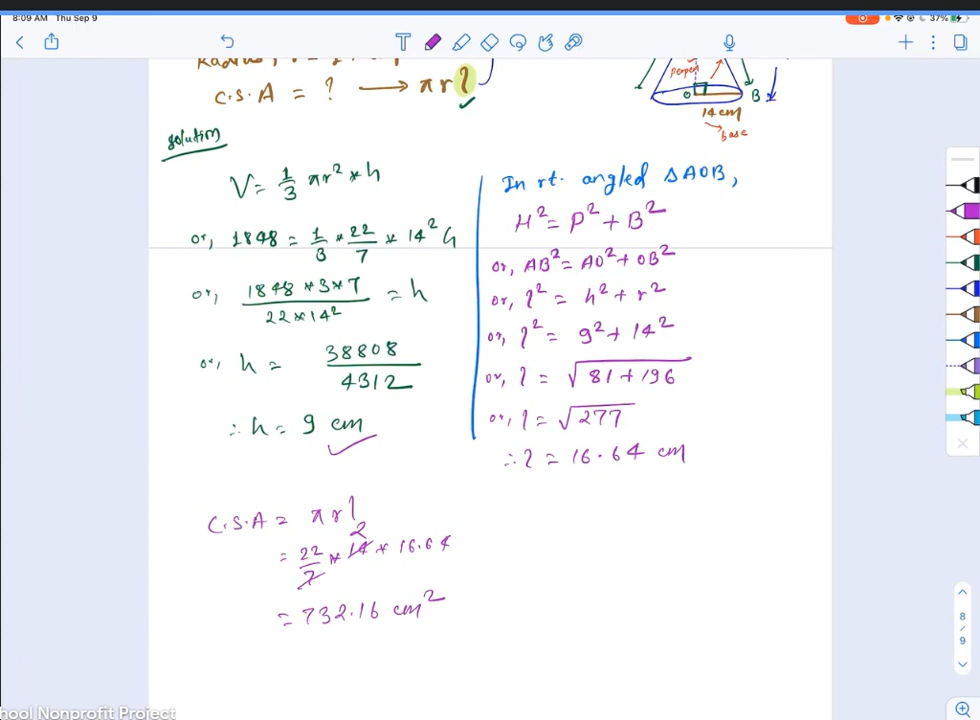 8:09 AM Thu Sep 9
37%
C.S.A = ? → πrl
perpen
O
B
14 cm
base
solution
V = 1/3 πr² * h
or, 1848 = 1/3 * 22/7 * 14² h
or, 1848 * 3 * 7 / 22 * 14² = h
or, h = 38808 / 4312
∴ h = 9 cm
In rt. angled ΔAOB,
H² = P² + B²
or, AB² = AO² + OB²
or, l² = h² + r²
or, l² = 9² + 14²
or, l = √81 + 196
or, l = √277
∴ l = 16.64 cm
C.S.A = πrl
= 22/7 * 14 2 * 16.64
= 732.16 cm²
8
/
9
hool Nonprofit Project